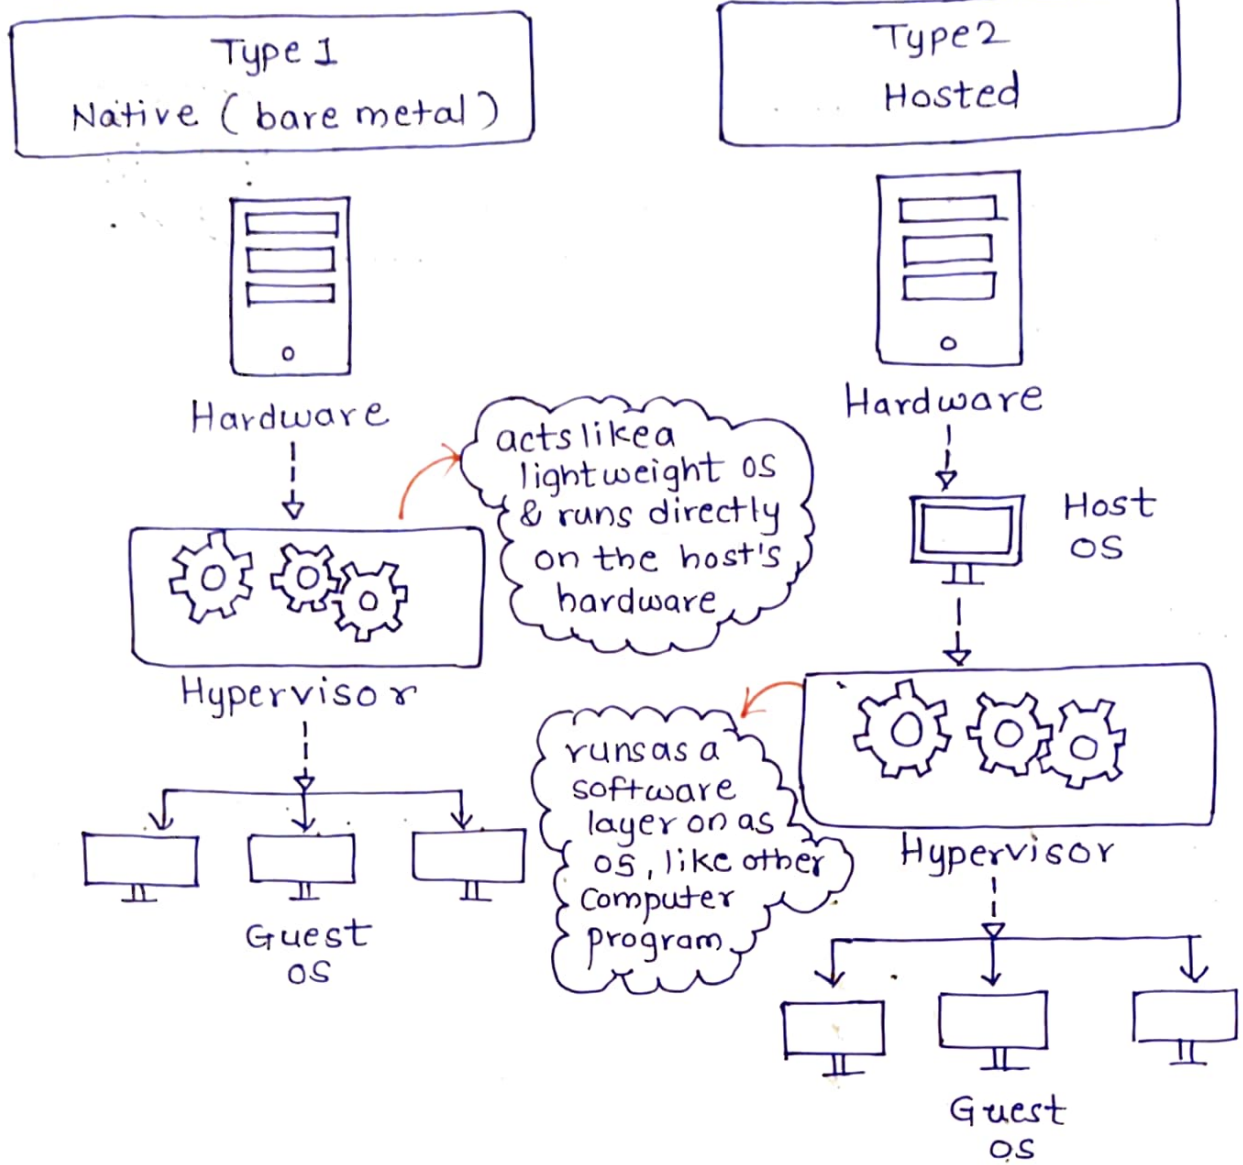 Type 1
Native (bare metal)
Hardware
acts like a
lightweight OS
& runs directly
on the host's
hardware
Hypervisor
Guest
OS
Type 2
Hosted
Hardware
Host
OS
runs as a
software
layer on as
OS, like other
Computer
program
Hypervisor
Guest
OS